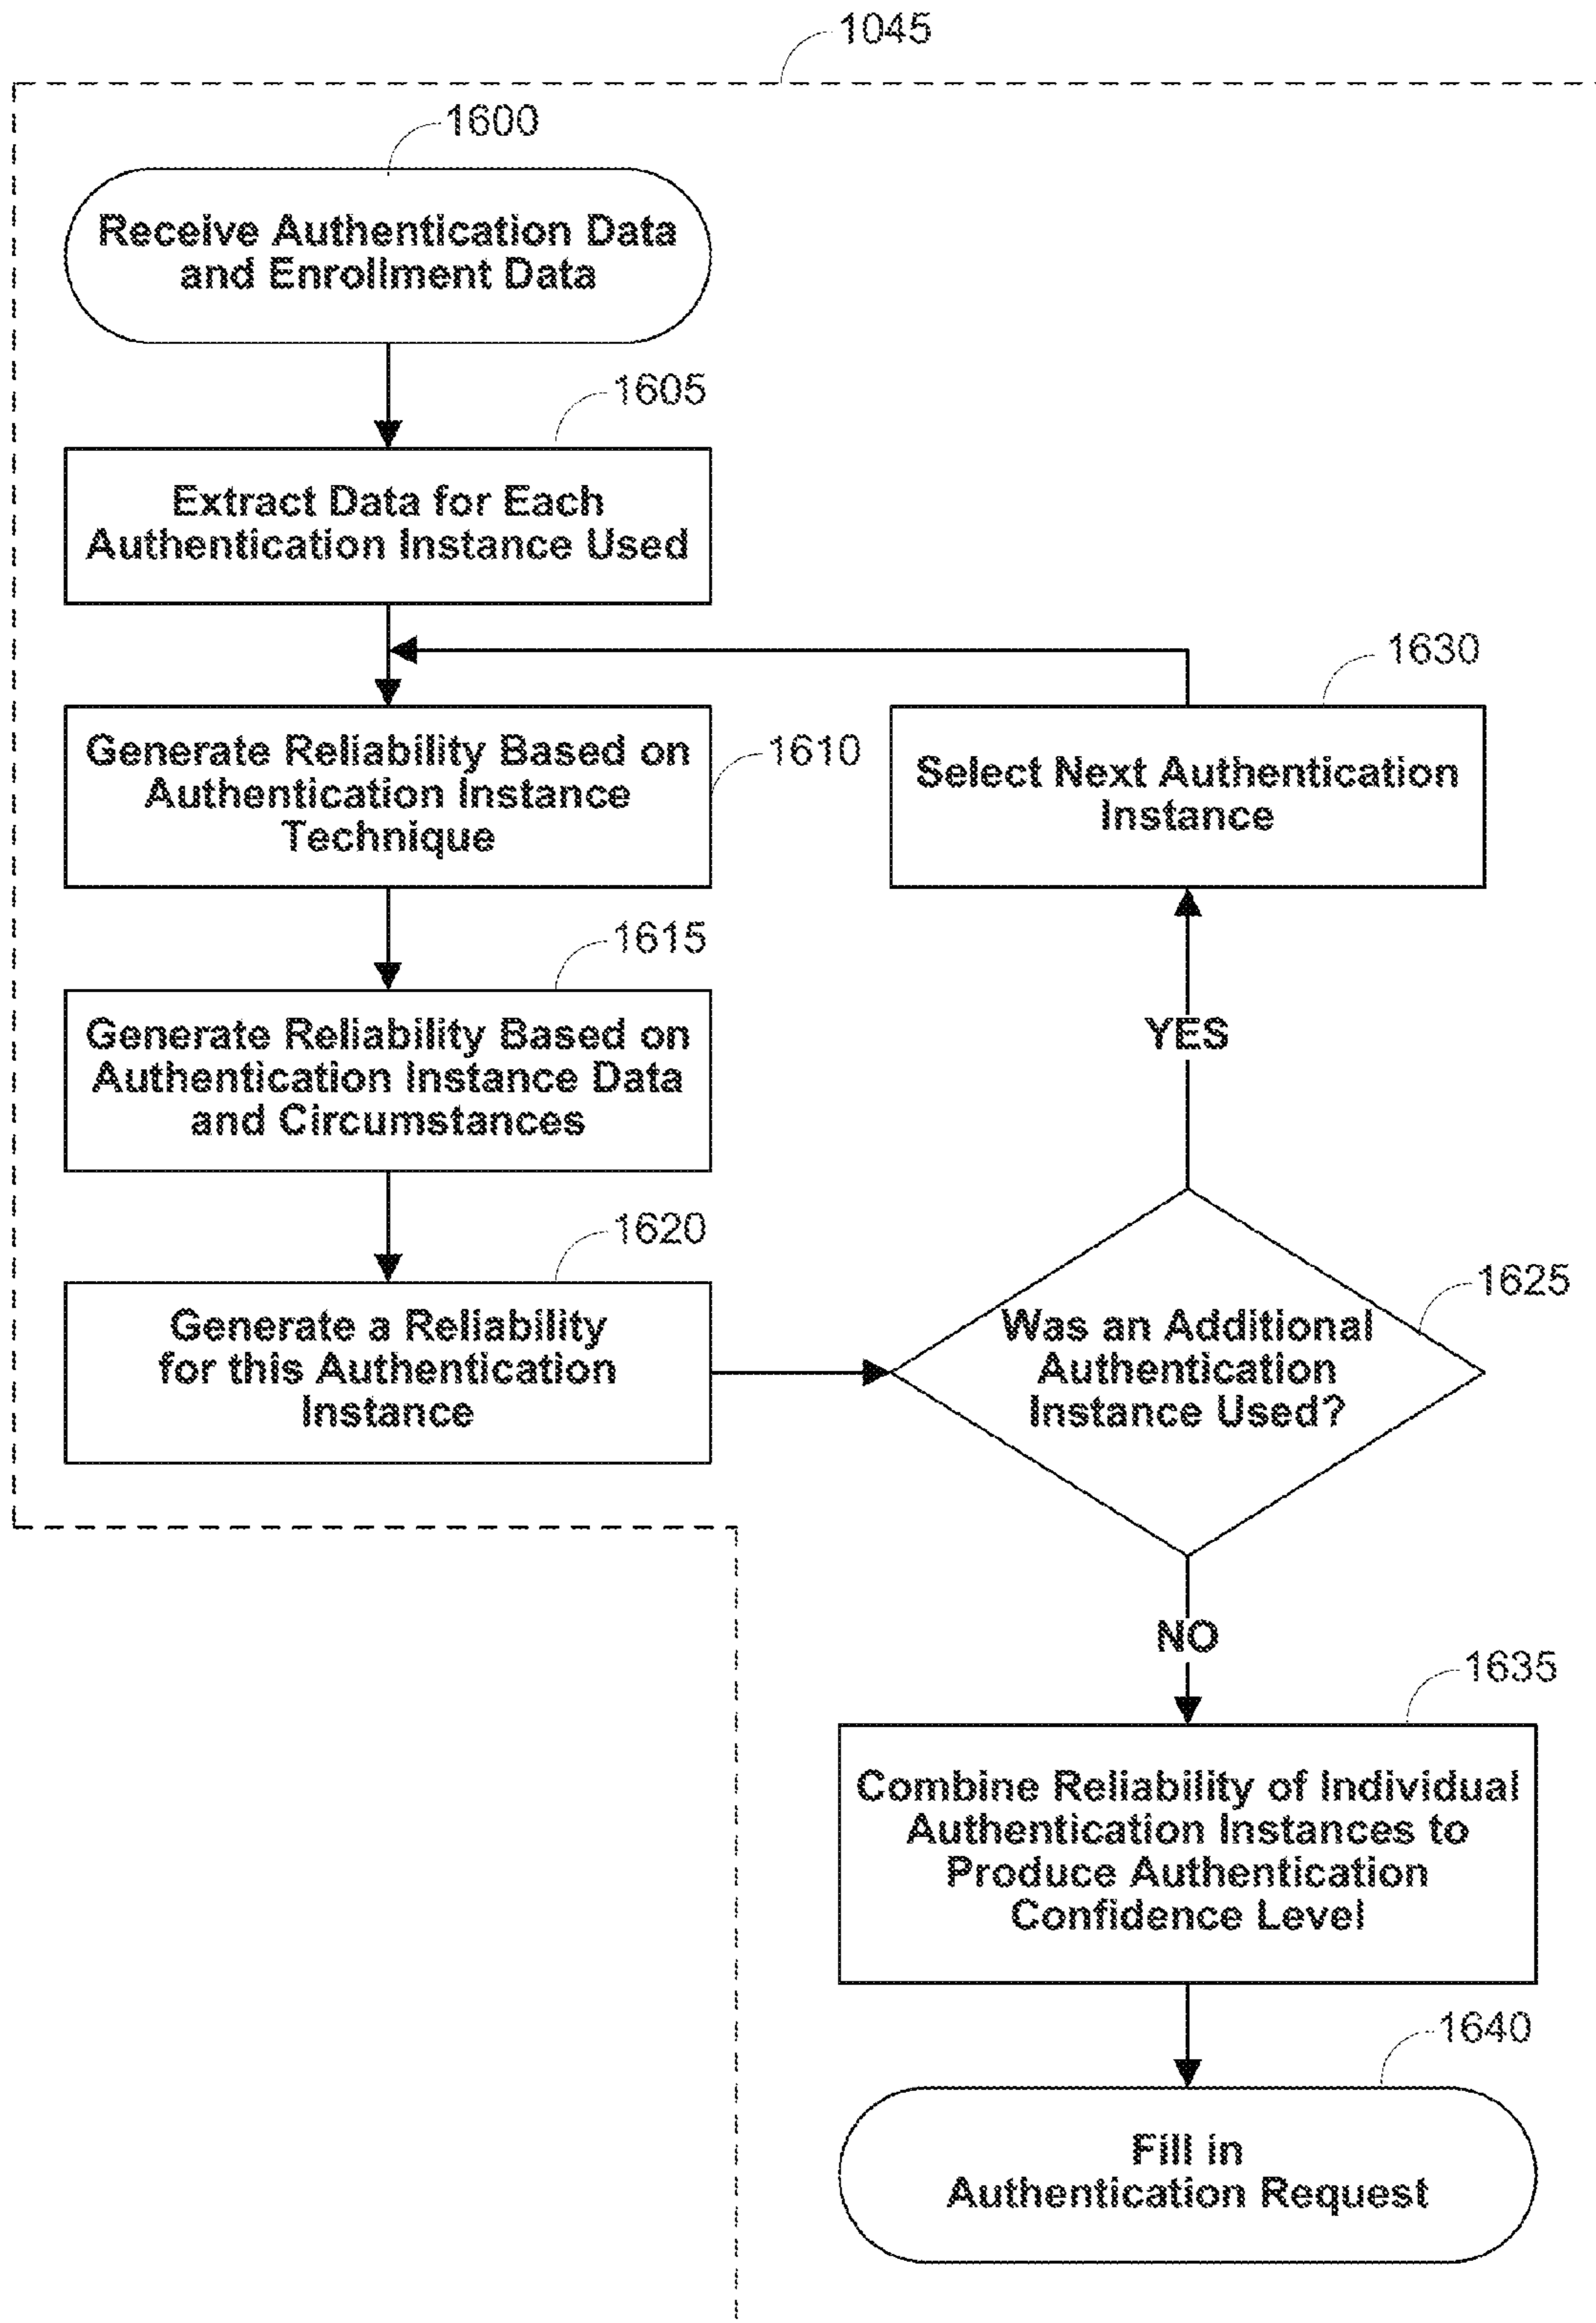 1045
1600
Receive Authentication Data
and Enrollment Data
1605
Extract Data for Each
Authentication Instance Used
1630
Generate Reliability Based on
Authentication Instance
Technique
1610
Select Next Authentication
Instance
1615
Generate Reliability Based on
Authentication Instance Data
and Circumstances
YES
1620
Generate a Reliability
for this Authentication
Instance
1625
Was an Additional
Authentication
Instance Used?
NO
1635
Combine Reliability of Individual
Authentication Instances to
Produce Authentication
Confidence Level
1640
Fill in
Authentication Request